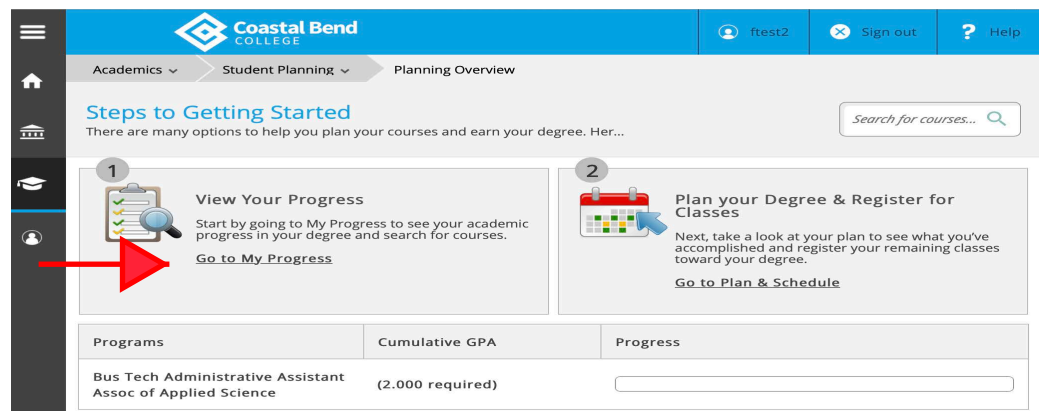 Coastal Bend
COLLEGE
ftest2
Sign out
? Help
Academics
Student Planning
Planning Overview
Steps to Getting Started
There are many options to help you plan your courses and earn your degree. Her...
Search for courses...
1
View Your Progress
Start by going to My Progress to see your academic
progress in your degree and search for courses.
Go to My Progress
2
Plan your Degree & Register for
Classes
Next, take a look at your plan to see what you've
accomplished and register your remaining classes
toward your degree.
Go to Plan & Schedule
Programs
Cumulative GPA
Progress
Bus Tech Administrative Assistant
Assoc of Applied Science
(2.000 required)